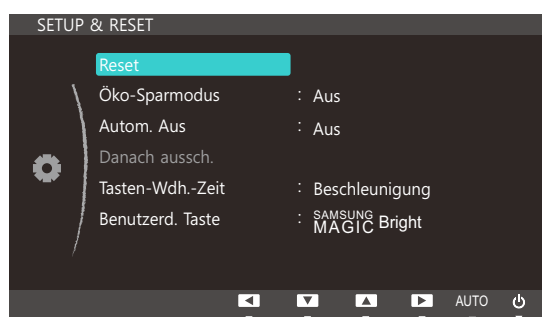 SETUP & RESET
Reset
Öko-Sparmodus : Aus
Autom. Aus : Aus
Danach aussch.
Tasten-Wdh.-Zeit : Beschleunigung
Benutzerd. Taste : SAMSUNG MAGIC Bright
AUTO